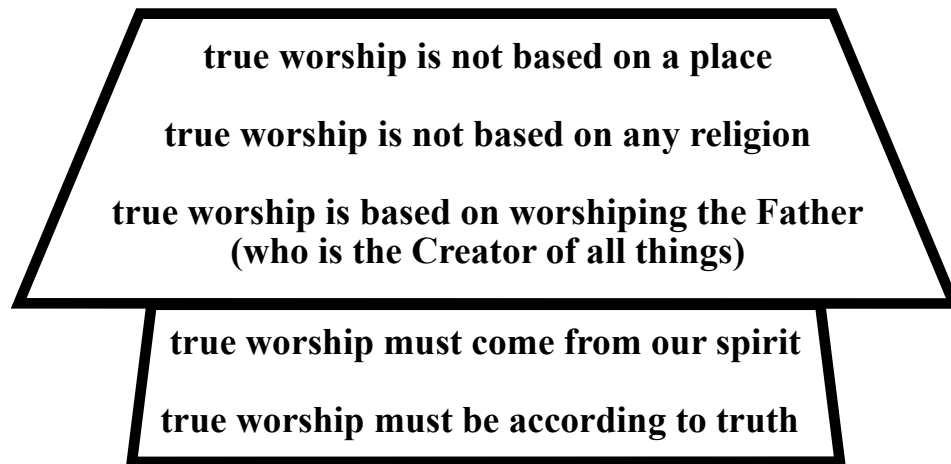 true worship is not based on a place
true worship is not based on any religion
true worship is based on worshiping the Father
(who is the Creator of all things)
true worship must come from our spirit
true worship must be according to truth